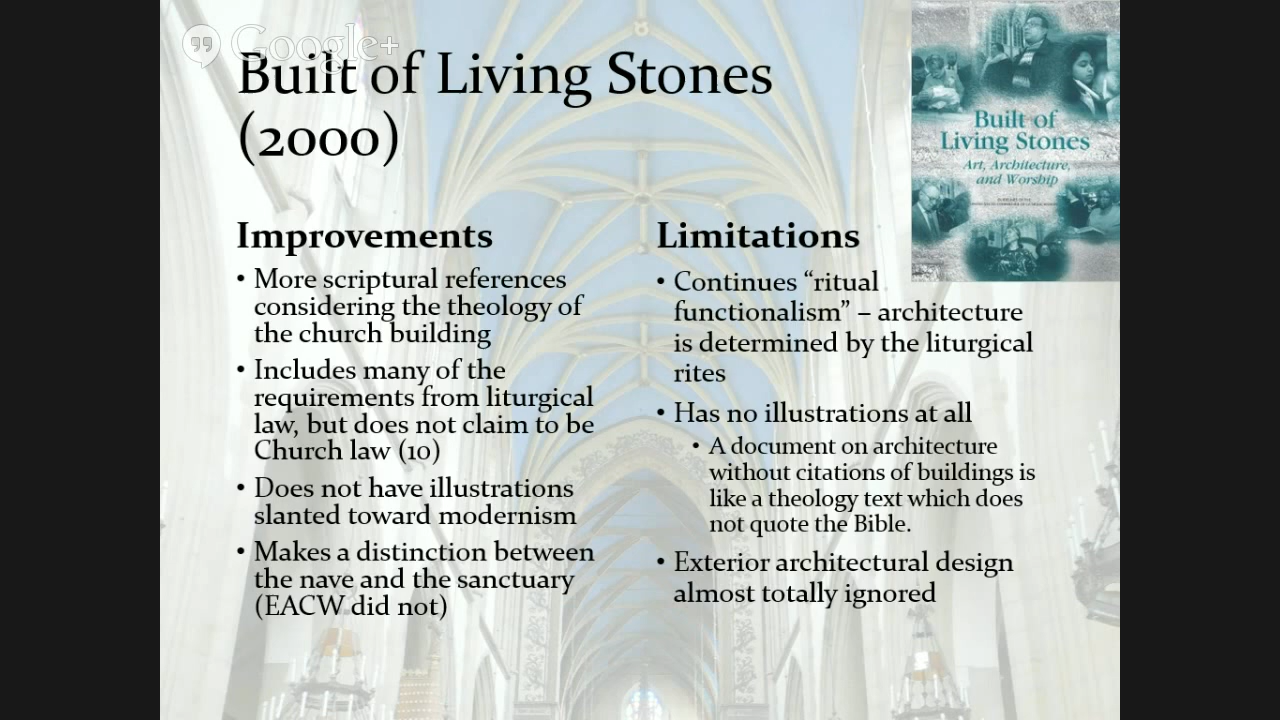 Google+
Built of Living Stones
(2000)
Built of
Living Stones
Art, Architecture,
and Worship
Improvements
• More scriptural references
considering the theology of
the church building
• Includes many of the
requirements from liturgical
law, but does not claim to be
Church law (10)
• Does not have illustrations
slanted toward modernism
• Makes a distinction between
the nave and the sanctuary
(EACW did not)
Limitations
• Continues “ritual
functionalism” – architecture
is determined by the liturgical
rites
• Has no illustrations at all
• A document on architecture
without citations of buildings is
like a theology text which does
not quote the Bible.
• Exterior architectural design
almost totally ignored